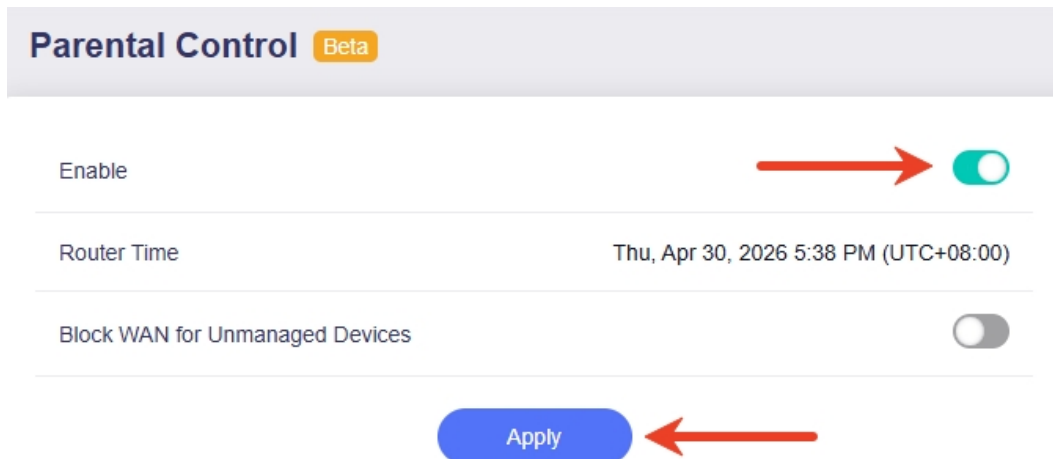 Parental Control Beta
Enable
Router Time Thu, Apr 30, 2026 5:38 PM (UTC+08:00)
Block WAN for Unmanaged Devices
Apply